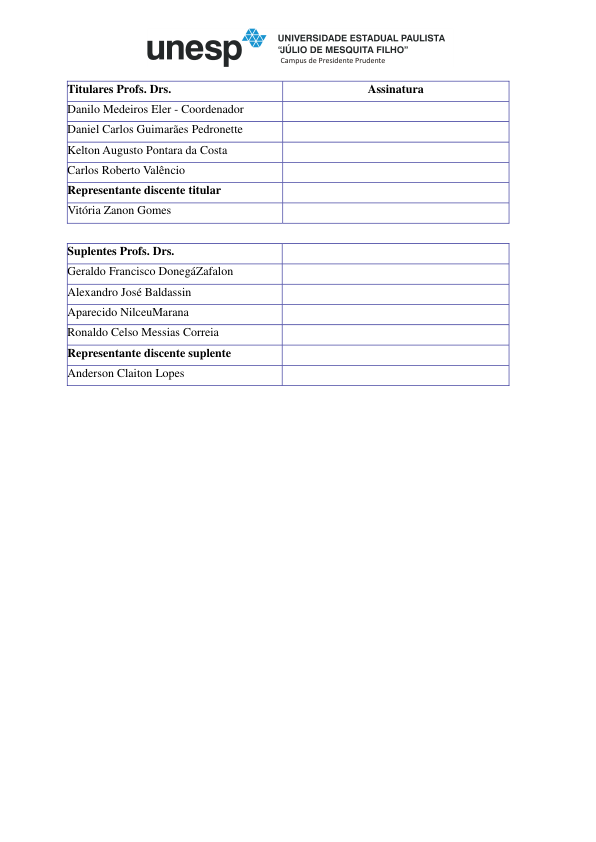 unesp
UNIVERSIDADE ESTADUAL PAULISTA
“JÚLIO DE MESQUITA FILHO”
Campus de Presidente Prudente
Titulares Profs. Drs. Assinatura
Danilo Medeiros Eler - Coordenador
Daniel Carlos Guimarães Pedronette
Kelton Augusto Pontara da Costa
Carlos Roberto Valêncio
Representante discente titular
Vitória Zanon Gomes
Suplentes Profs. Drs.
Geraldo Francisco DonegáZafalon
Alexandro José Baldassin
Aparecido NilceuMarana
Ronaldo Celso Messias Correia
Representante discente suplente
Anderson Claiton Lopes